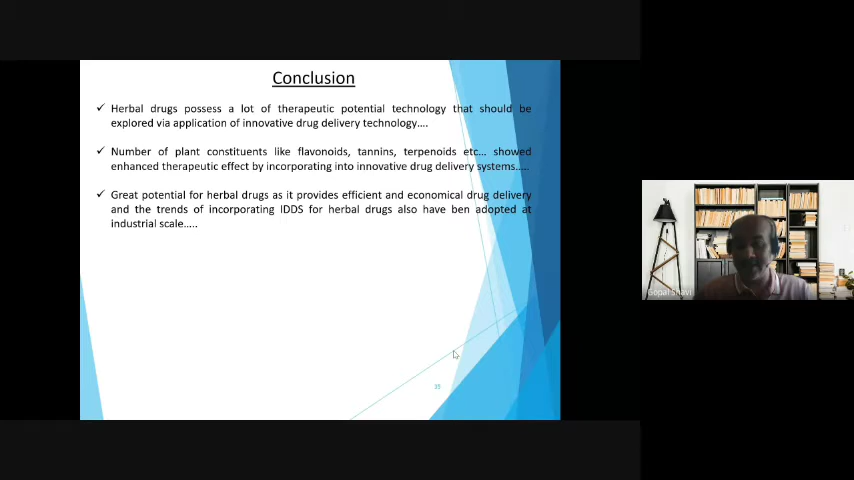 Conclusion
✓ Herbal drugs possess a lot of therapeutic potential technology that should be
explored via application of innovative drug delivery technology....
✓ Number of plant constituents like flavonoids, tannins, terpenoids etc... showed
enhanced therapeutic effect by incorporating into innovative drug delivery systems.....
✓ Great potential for herbal drugs as it provides efficient and economical drug delivery
and the trends of incorporating IDDS for herbal drugs also have ben adopted at
industrial scale.....
Gopal